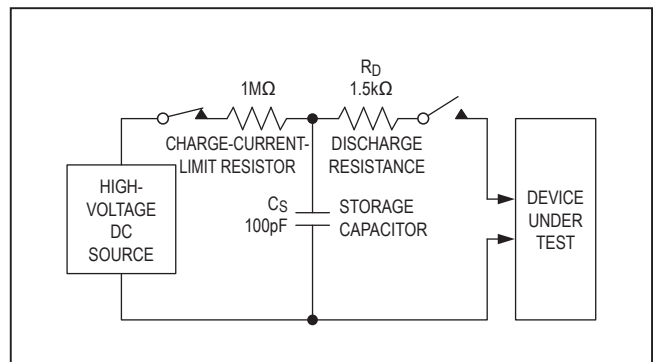 1MΩ
CHARGE-CURRENT-
LIMIT RESISTOR
RD
1.5kΩ
DISCHARGE
RESISTANCE
HIGH-
VOLTAGE
DC
SOURCE
CS
100pF
STORAGE
CAPACITOR
DEVICE
UNDER
TEST